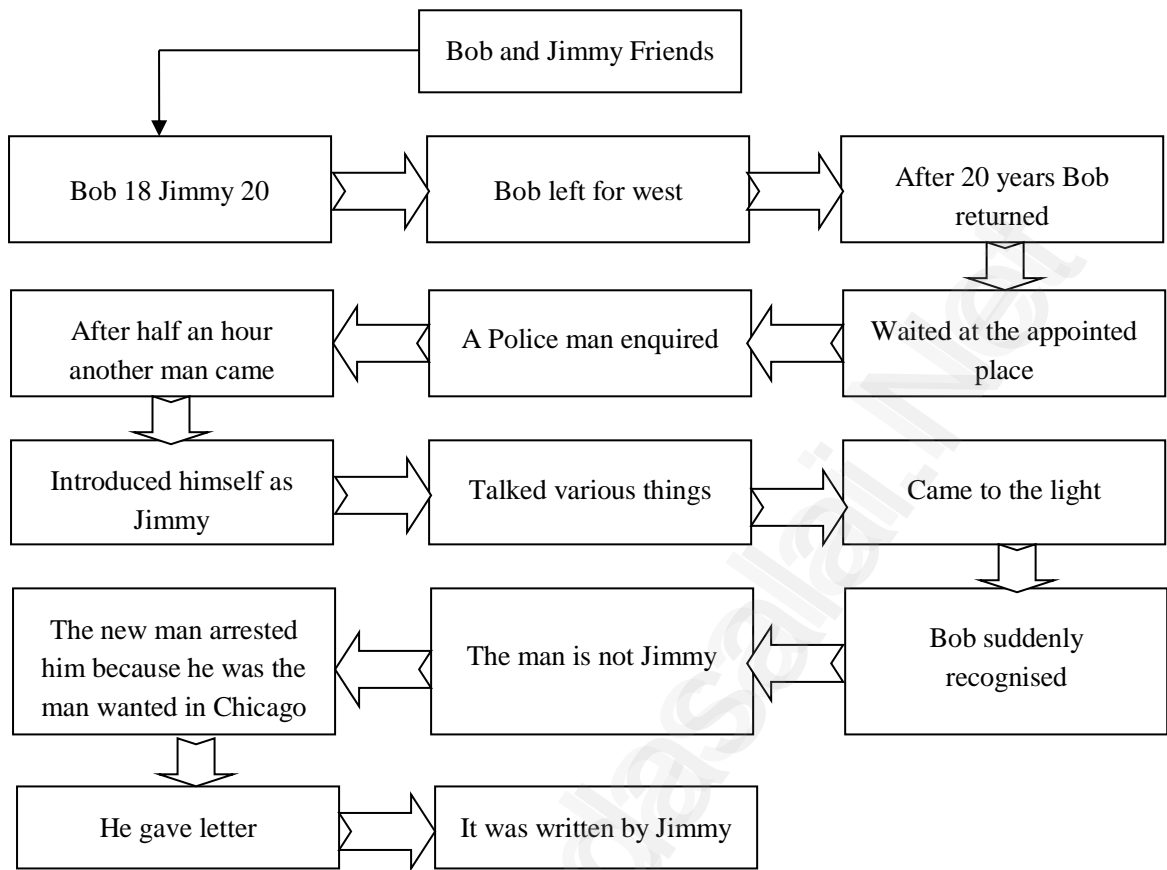 Bob and Jimmy Friends
Bob 18 Jimmy 20
Bob left for west
After 20 years Bob
returned
Waited at the appointed
place
A Police man enquired
After half an hour
another man came
Introduced himself as
Jimmy
Talked various things
Came to the light
Bob suddenly
recognised
The man is not Jimmy
The new man arrested
him because he was the
man wanted in Chicago
He gave letter
It was written by Jimmy